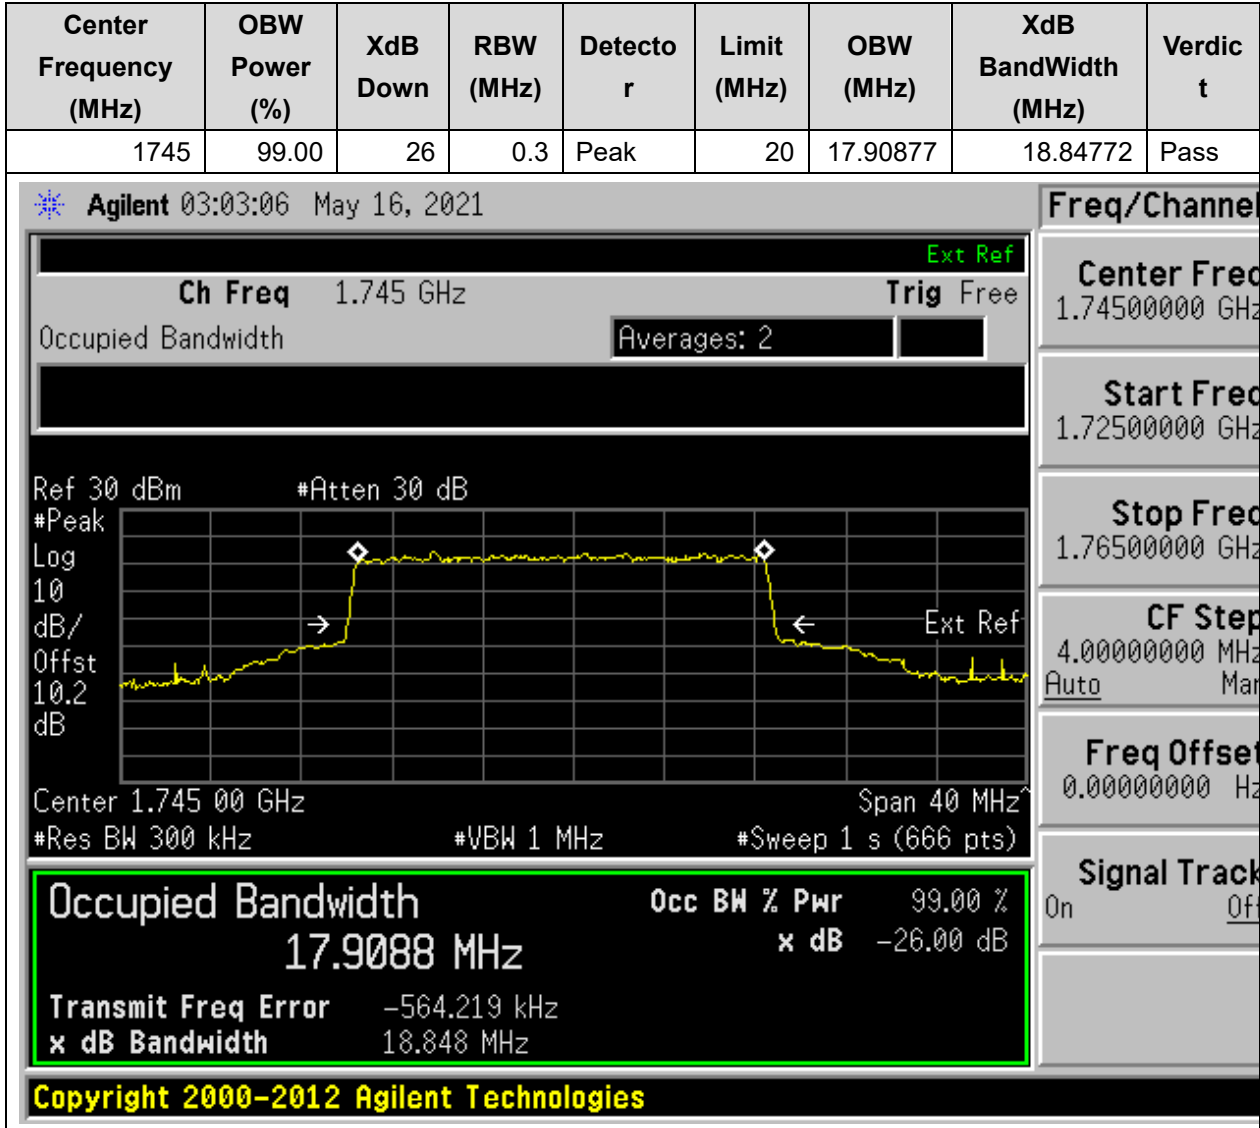 Center Frequency (MHz) OBW Power (%) XdB Down RBW (MHz) Detecto r Limit (MHz) OBW (MHz) XdB BandWidth (MHz) Verdic t
1745 99.00 26 0.3 Peak 20 17.90877 18.84772 Pass
Agilent 03:03:06 May 16, 2021 Freq/Channel
Ext Ref
Ch Freq 1.745 GHz Trig Free
Occupied Bandwidth Averages: 2
Center Freq
1.74500000 GHz
Start Freq
1.72500000 GHz
Stop Freq
1.76500000 GHz
CF Step
4.00000000 MHz
Auto Man
Freq Offset
0.00000000 Hz
Signal Track
On Off
Ref 30 dBm #Atten 30 dB
#Peak
Log
10
dB/
Offst
10.2
dB
Ext Ref
Center 1.745 00 GHz Span 40 MHz^
#Res BW 300 kHz #VBW 1 MHz #Sweep 1 s (666 pts)
Occupied Bandwidth Occ BW % Pwr 99.00 %
17.9088 MHz x dB -26.00 dB
Transmit Freq Error -564.219 kHz
x dB Bandwidth 18.848 MHz
Copyright 2000-2012 Agilent Technologies